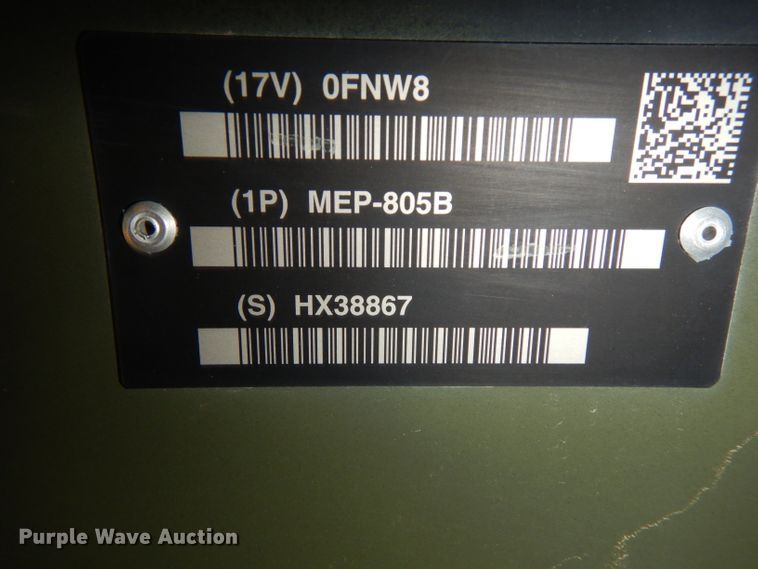 (17V) 0FNW8
(1P) MEP-805B
(S) HX38867
Purple Wave Auction